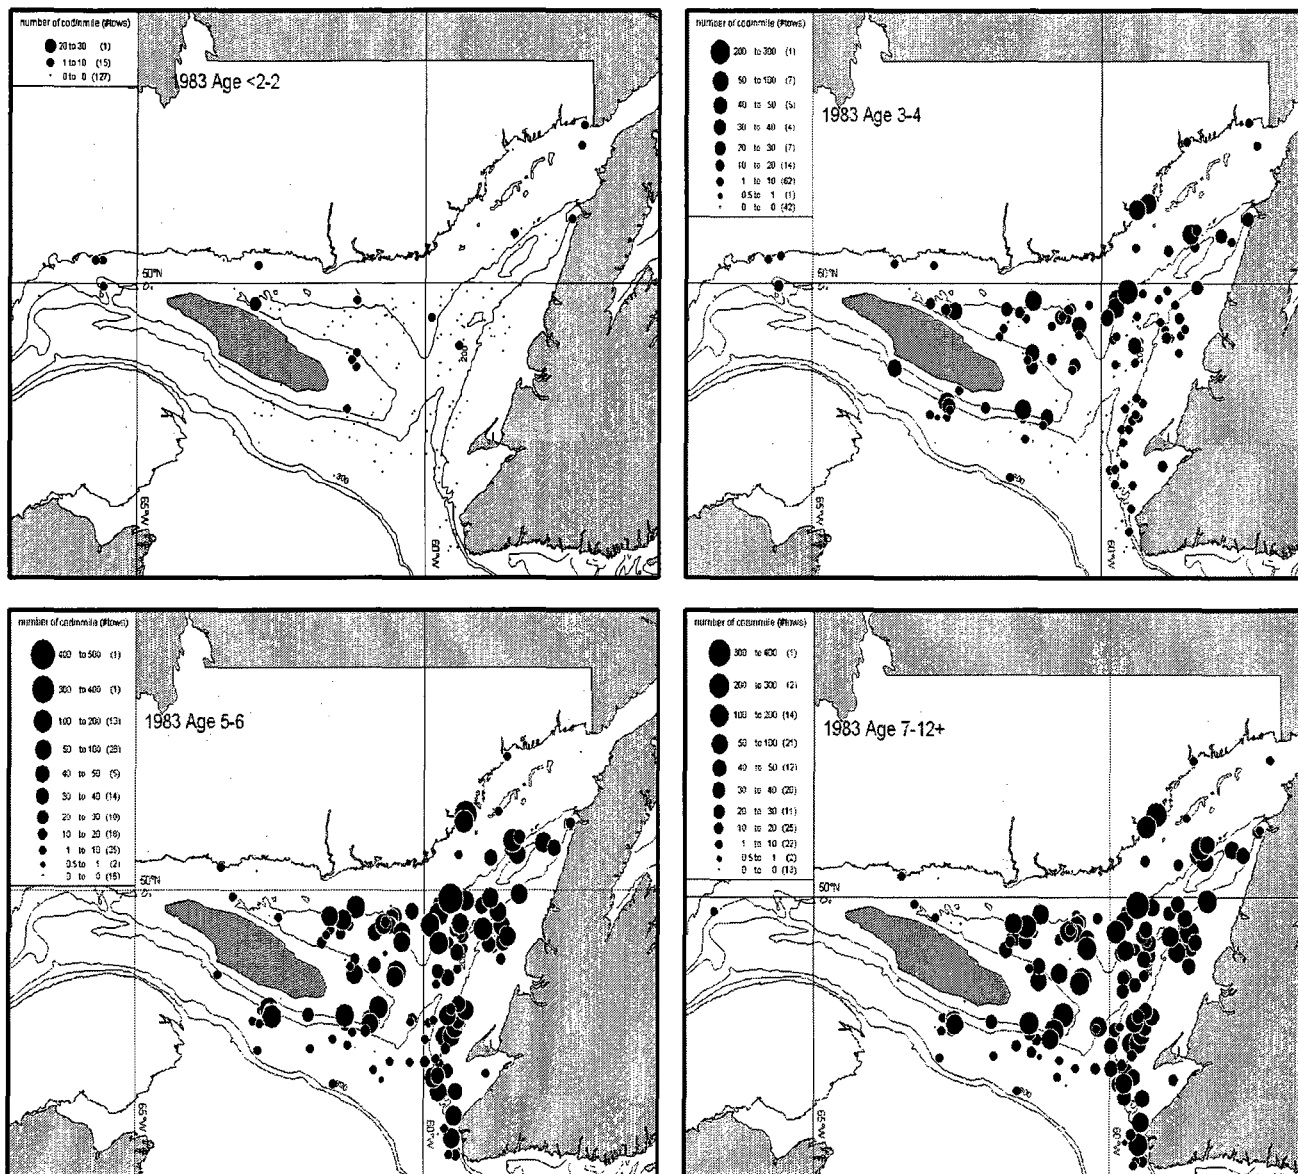 number of cod/nmile (#tows)
20 to 30 (1)
1 to 10 (15)
0 to 0 (127)
1983 Age <2-2
50°N
200
300
65°W
60°W
number of cod/nmile (#tows)
200 to 300 (1)
50 to 100 (7)
40 to 50 (5)
30 to 40 (4)
20 to 30 (7)
10 to 20 (14)
1 to 10 (62)
0.5 to 1 (1)
0 to 0 (42)
1983 Age 3-4
50°N
300
65°W
60°W
number of cod/nmile (#tows)
400 to 500 (1)
300 to 400 (1)
100 to 200 (13)
50 to 100 (28)
40 to 50 (5)
30 to 40 (14)
20 to 30 (10)
10 to 20 (18)
1 to 10 (25)
0.5 to 1 (2)
0 to 0 (15)
1983 Age 5-6
50°N
65°W
60°W
number of cod/nmile (#tows)
300 to 400 (1)
200 to 300 (2)
100 to 200 (14)
50 to 100 (21)
40 to 50 (12)
30 to 40 (20)
20 to 30 (11)
10 to 20 (25)
1 to 10 (22)
0.5 to 1 (2)
0 to 0 (13)
1983 Age 7-12+
50°N
65°W
60°W